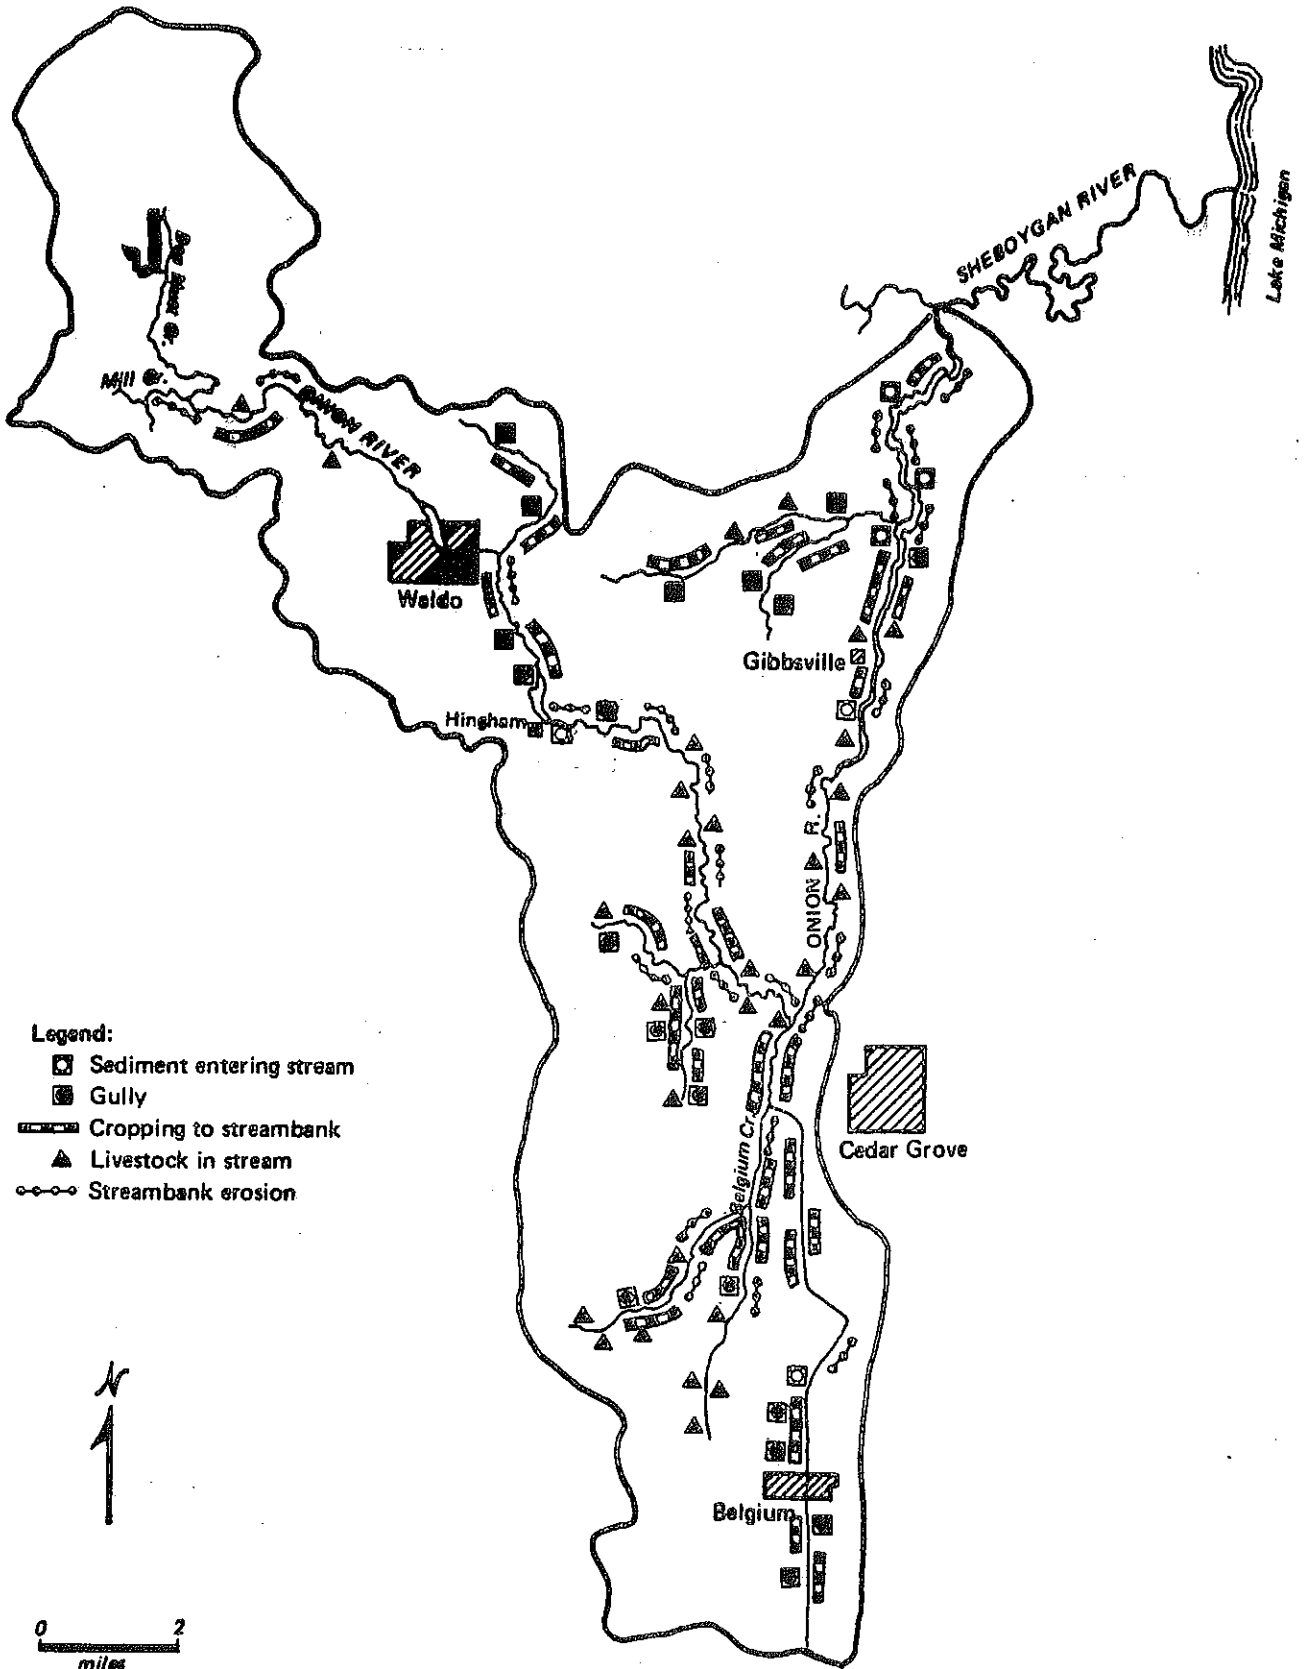 SHEBOYGAN RIVER
Lake Michigan
Mill Cr.
ONION RIVER
Waldo
Gibbsville
Hingham
ONION R.
Legend:
Sediment entering stream
Gully
Cropping to streambank
Livestock in stream
Streambank erosion
Cedar Grove
Belgium Cr.
N
Belgium
0 2
miles